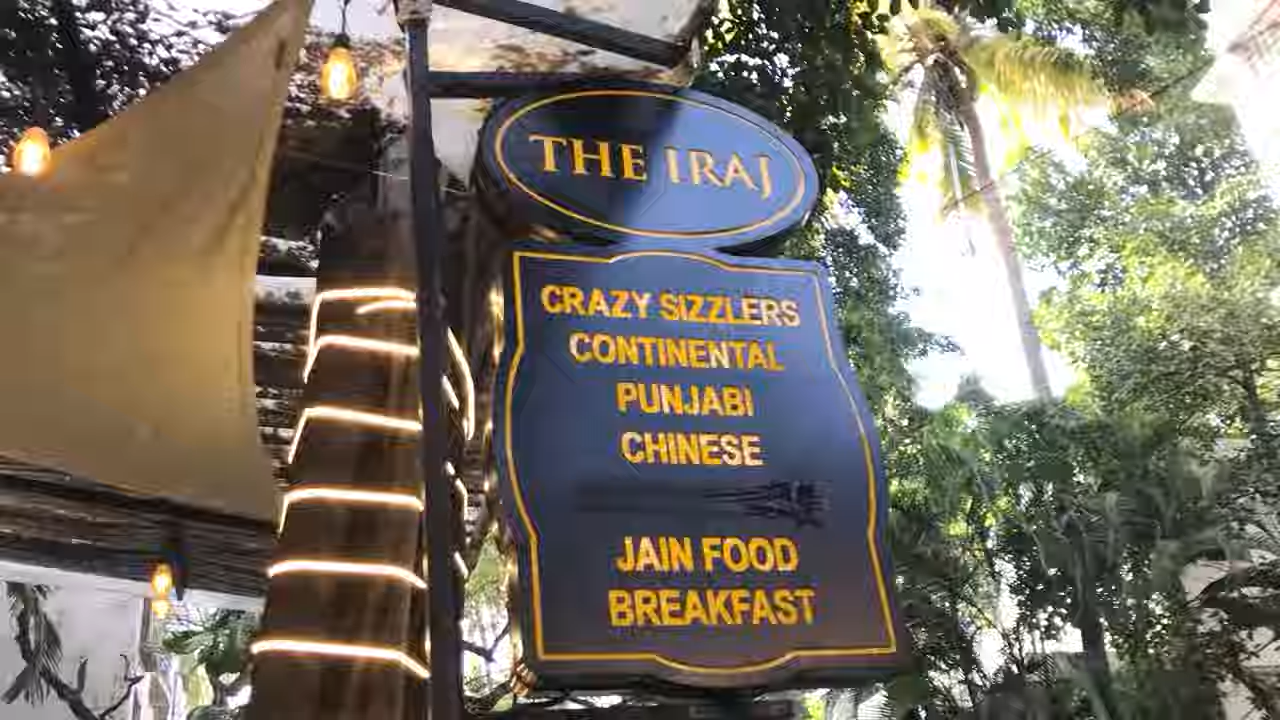 THE IRAJ
CRAZY SIZZLERS
CONTINENTAL
PUNJABI
CHINESE
JAIN FOOD
BREAKFAST